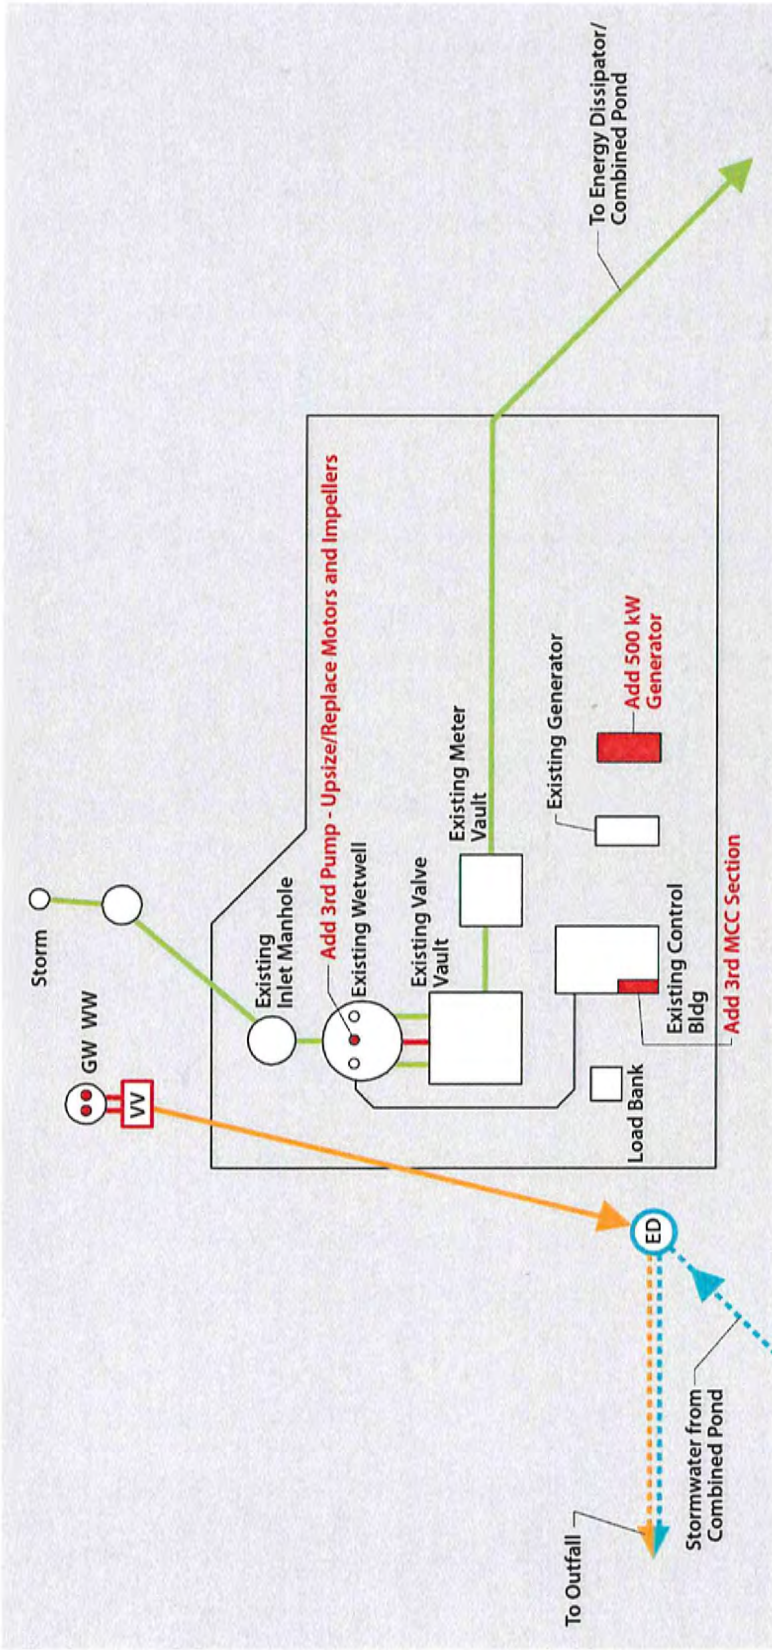 Storm
GW WW
VV
Existing
Inlet Manhole
Add 3rd Pump - Upsize/Replace Motors and Impellers
Existing Wetwell
Existing Valve
Vault
Existing Meter
Vault
Existing Generator
Add 500 kW
Generator
To Energy Dissipator/
Combined Pond
Load Bank
Existing Control
Bldg
Add 3rd MCC Section
ED
To Outfall
Stormwater from
Combined Pond